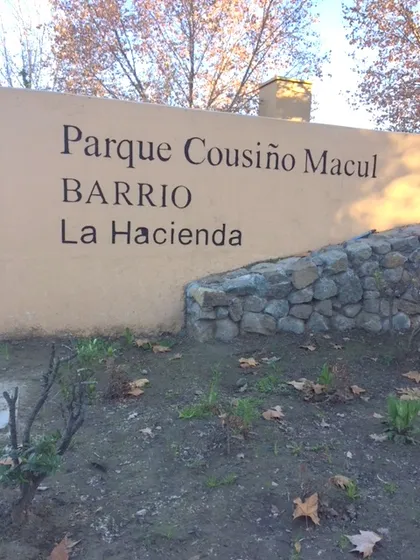 Parque Cousiño Macul
BARRIO
La Hacienda